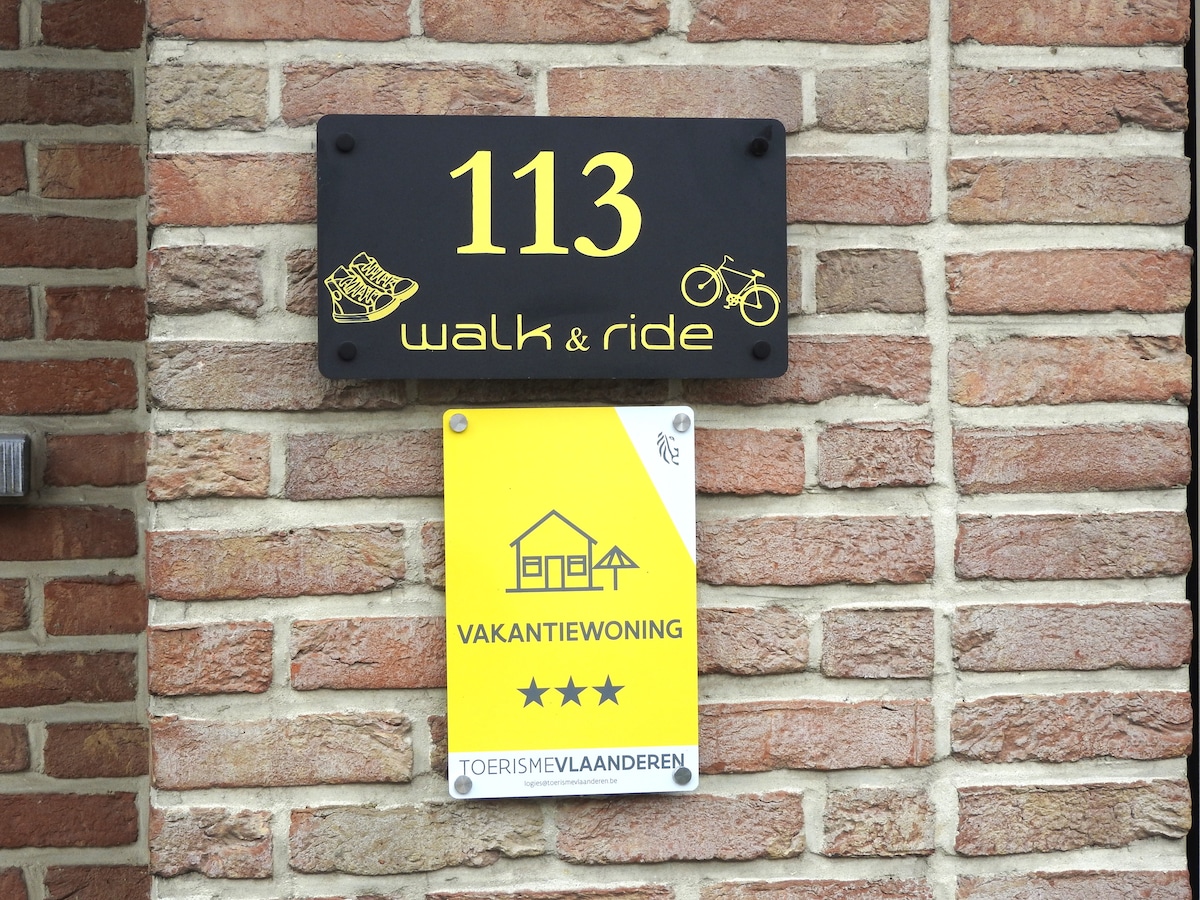 113
walk & ride
VAKANTIEWONING
★★★
TOERISMEVLAANDEREN
logies@toerismevlaanderen.be